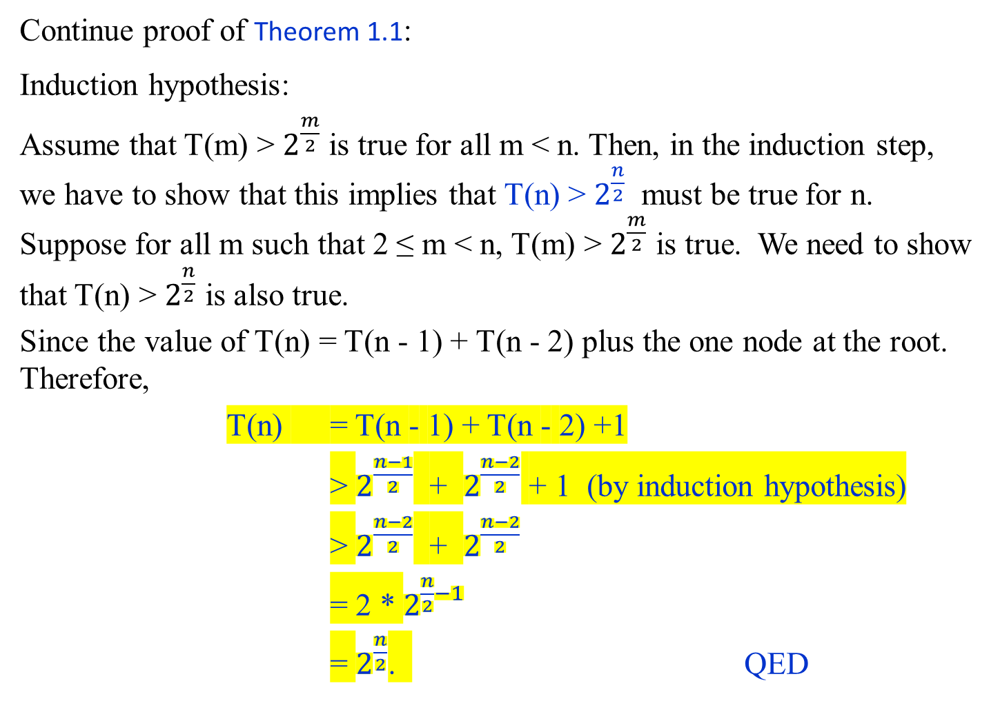 Continue proof of Theorem 1.1:
Induction hypothesis:
Assume that T(m) > 2^{\frac{m}{2}} is true for all m < n. Then, in the induction step,
we have to show that this implies that T(n) > 2^{\frac{n}{2}} must be true for n.
Suppose for all m such that 2 ≤ m < n, T(m) > 2^{\frac{m}{2}} is true. We need to show
that T(n) > 2^{\frac{n}{2}} is also true.
Since the value of T(n) = T(n - 1) + T(n - 2) plus the one node at the root.
Therefore,
T(n) = T(n - 1) + T(n - 2) +1
> 2^{\frac{n-1}{2}} + 2^{\frac{n-2}{2}} + 1 (by induction hypothesis)
> 2^{\frac{n-2}{2}} + 2^{\frac{n-2}{2}}
= 2 * 2^{\frac{n}{2}-1}
= 2^{\frac{n}{2}}. QED